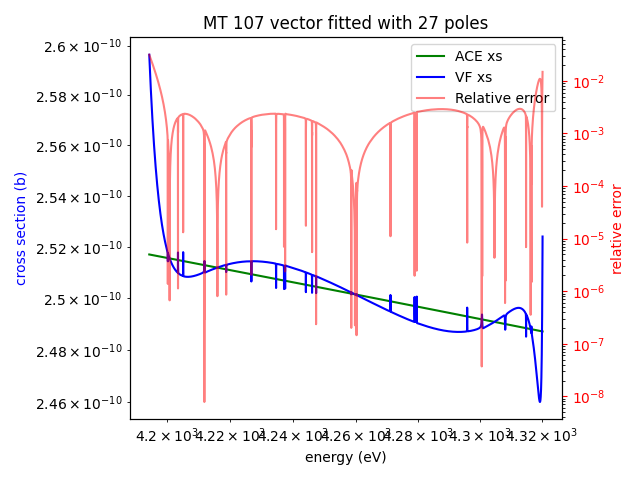 MT 107 vector fitted with 27 poles
ACE xs
VF xs
Relative error
2.6 × 10⁻¹⁰
2.58 × 10⁻¹⁰
2.56 × 10⁻¹⁰
2.54 × 10⁻¹⁰
2.52 × 10⁻¹⁰
2.5 × 10⁻¹⁰
2.48 × 10⁻¹⁰
2.46 × 10⁻¹⁰
cross section (b)
10⁻²
10⁻³
10⁻⁴
10⁻⁵
10⁻⁶
10⁻⁷
10⁻⁸
relative error
4.2 × 10³ 4.22 × 10³ 4.24 × 10³ 4.26 × 10³ 4.28 × 10³ 4.3 × 10³ 4.32 × 10³
energy (eV)